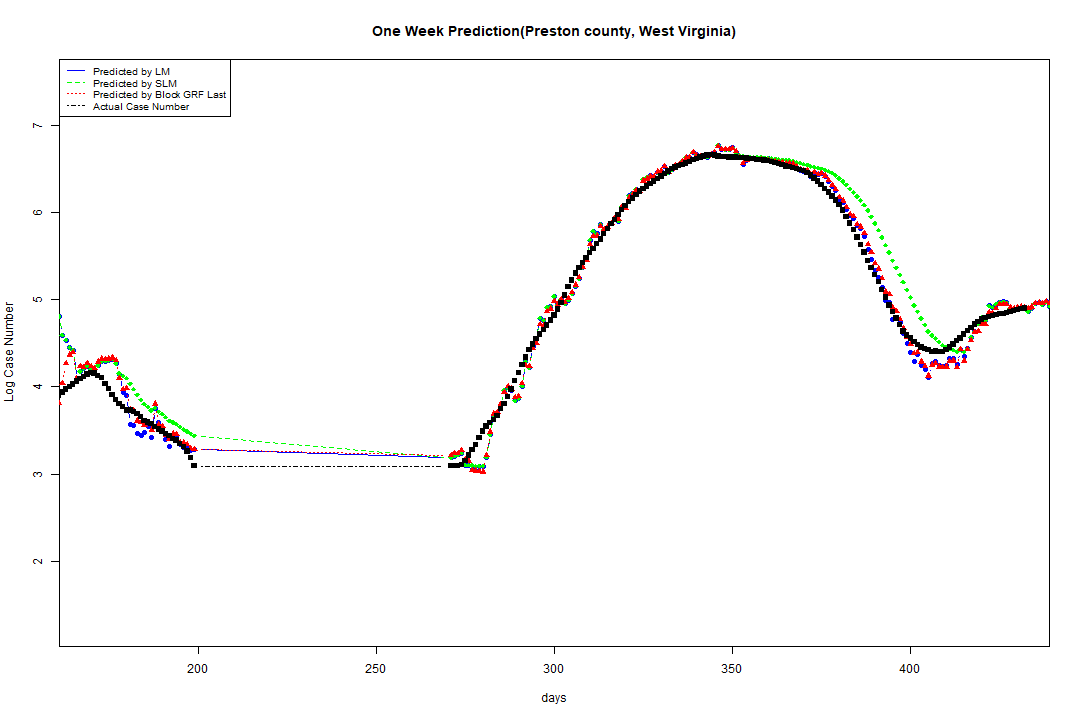 One Week Prediction(Preston county, West Virginia)
Predicted by LM
Predicted by SLM
Predicted by Block GRF Last
Actual Case Number
Log Case Number
7
6
5
4
3
2
200 250 300 350 400
days